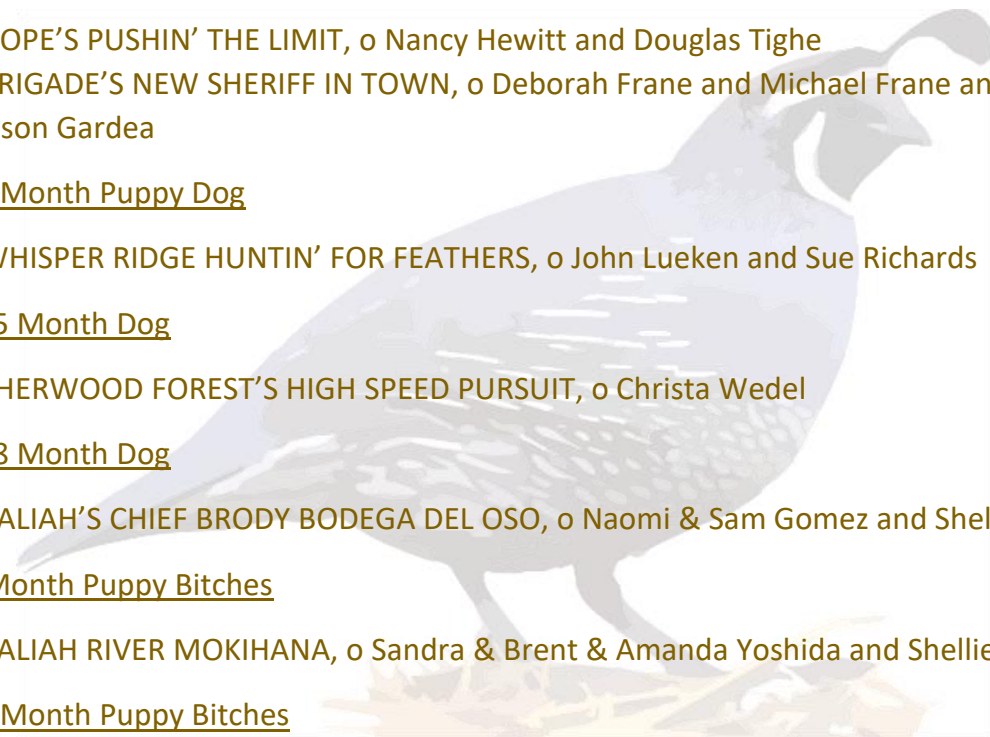 OPE’S PUSHIN’ THE LIMIT, o Nancy Hewitt and Douglas Tighe
RIGADE’S NEW SHERIFF IN TOWN, o Deborah Frane and Michael Frane an
son Gardea
Month Puppy Dog
WHISPER RIDGE HUNTIN’ FOR FEATHERS, o John Lueken and Sue Richards
5 Month Dog
HERWOOD FOREST’S HIGH SPEED PURSUIT, o Christa Wedel
8 Month Dog
ALIAH’S CHIEF BRODY BODEGA DEL OSO, o Naomi & Sam Gomez and Shel
Month Puppy Bitches
ALIAH RIVER MOKIHANA, o Sandra & Brent & Amanda Yoshida and Shellie
Month Puppy Bitches